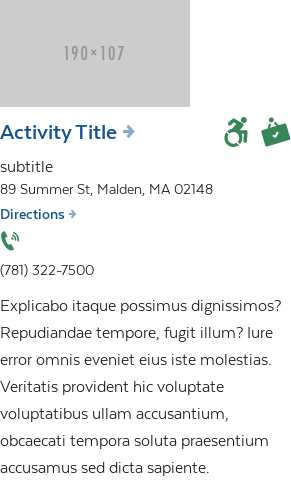 190×107
Activity Title
subtitle
89 Summer St, Malden, MA 02148
Directions
(781) 322-7500
Explicabo itaque possimus dignissimos?
Repudiandae tempore, fugit illum? Iure
error omnis eveniet eius iste molestias.
Veritatis provident hic voluptate
voluptatibus ullam accusantium,
obcaecati tempora soluta praesentium
accusamus sed dicta sapiente.